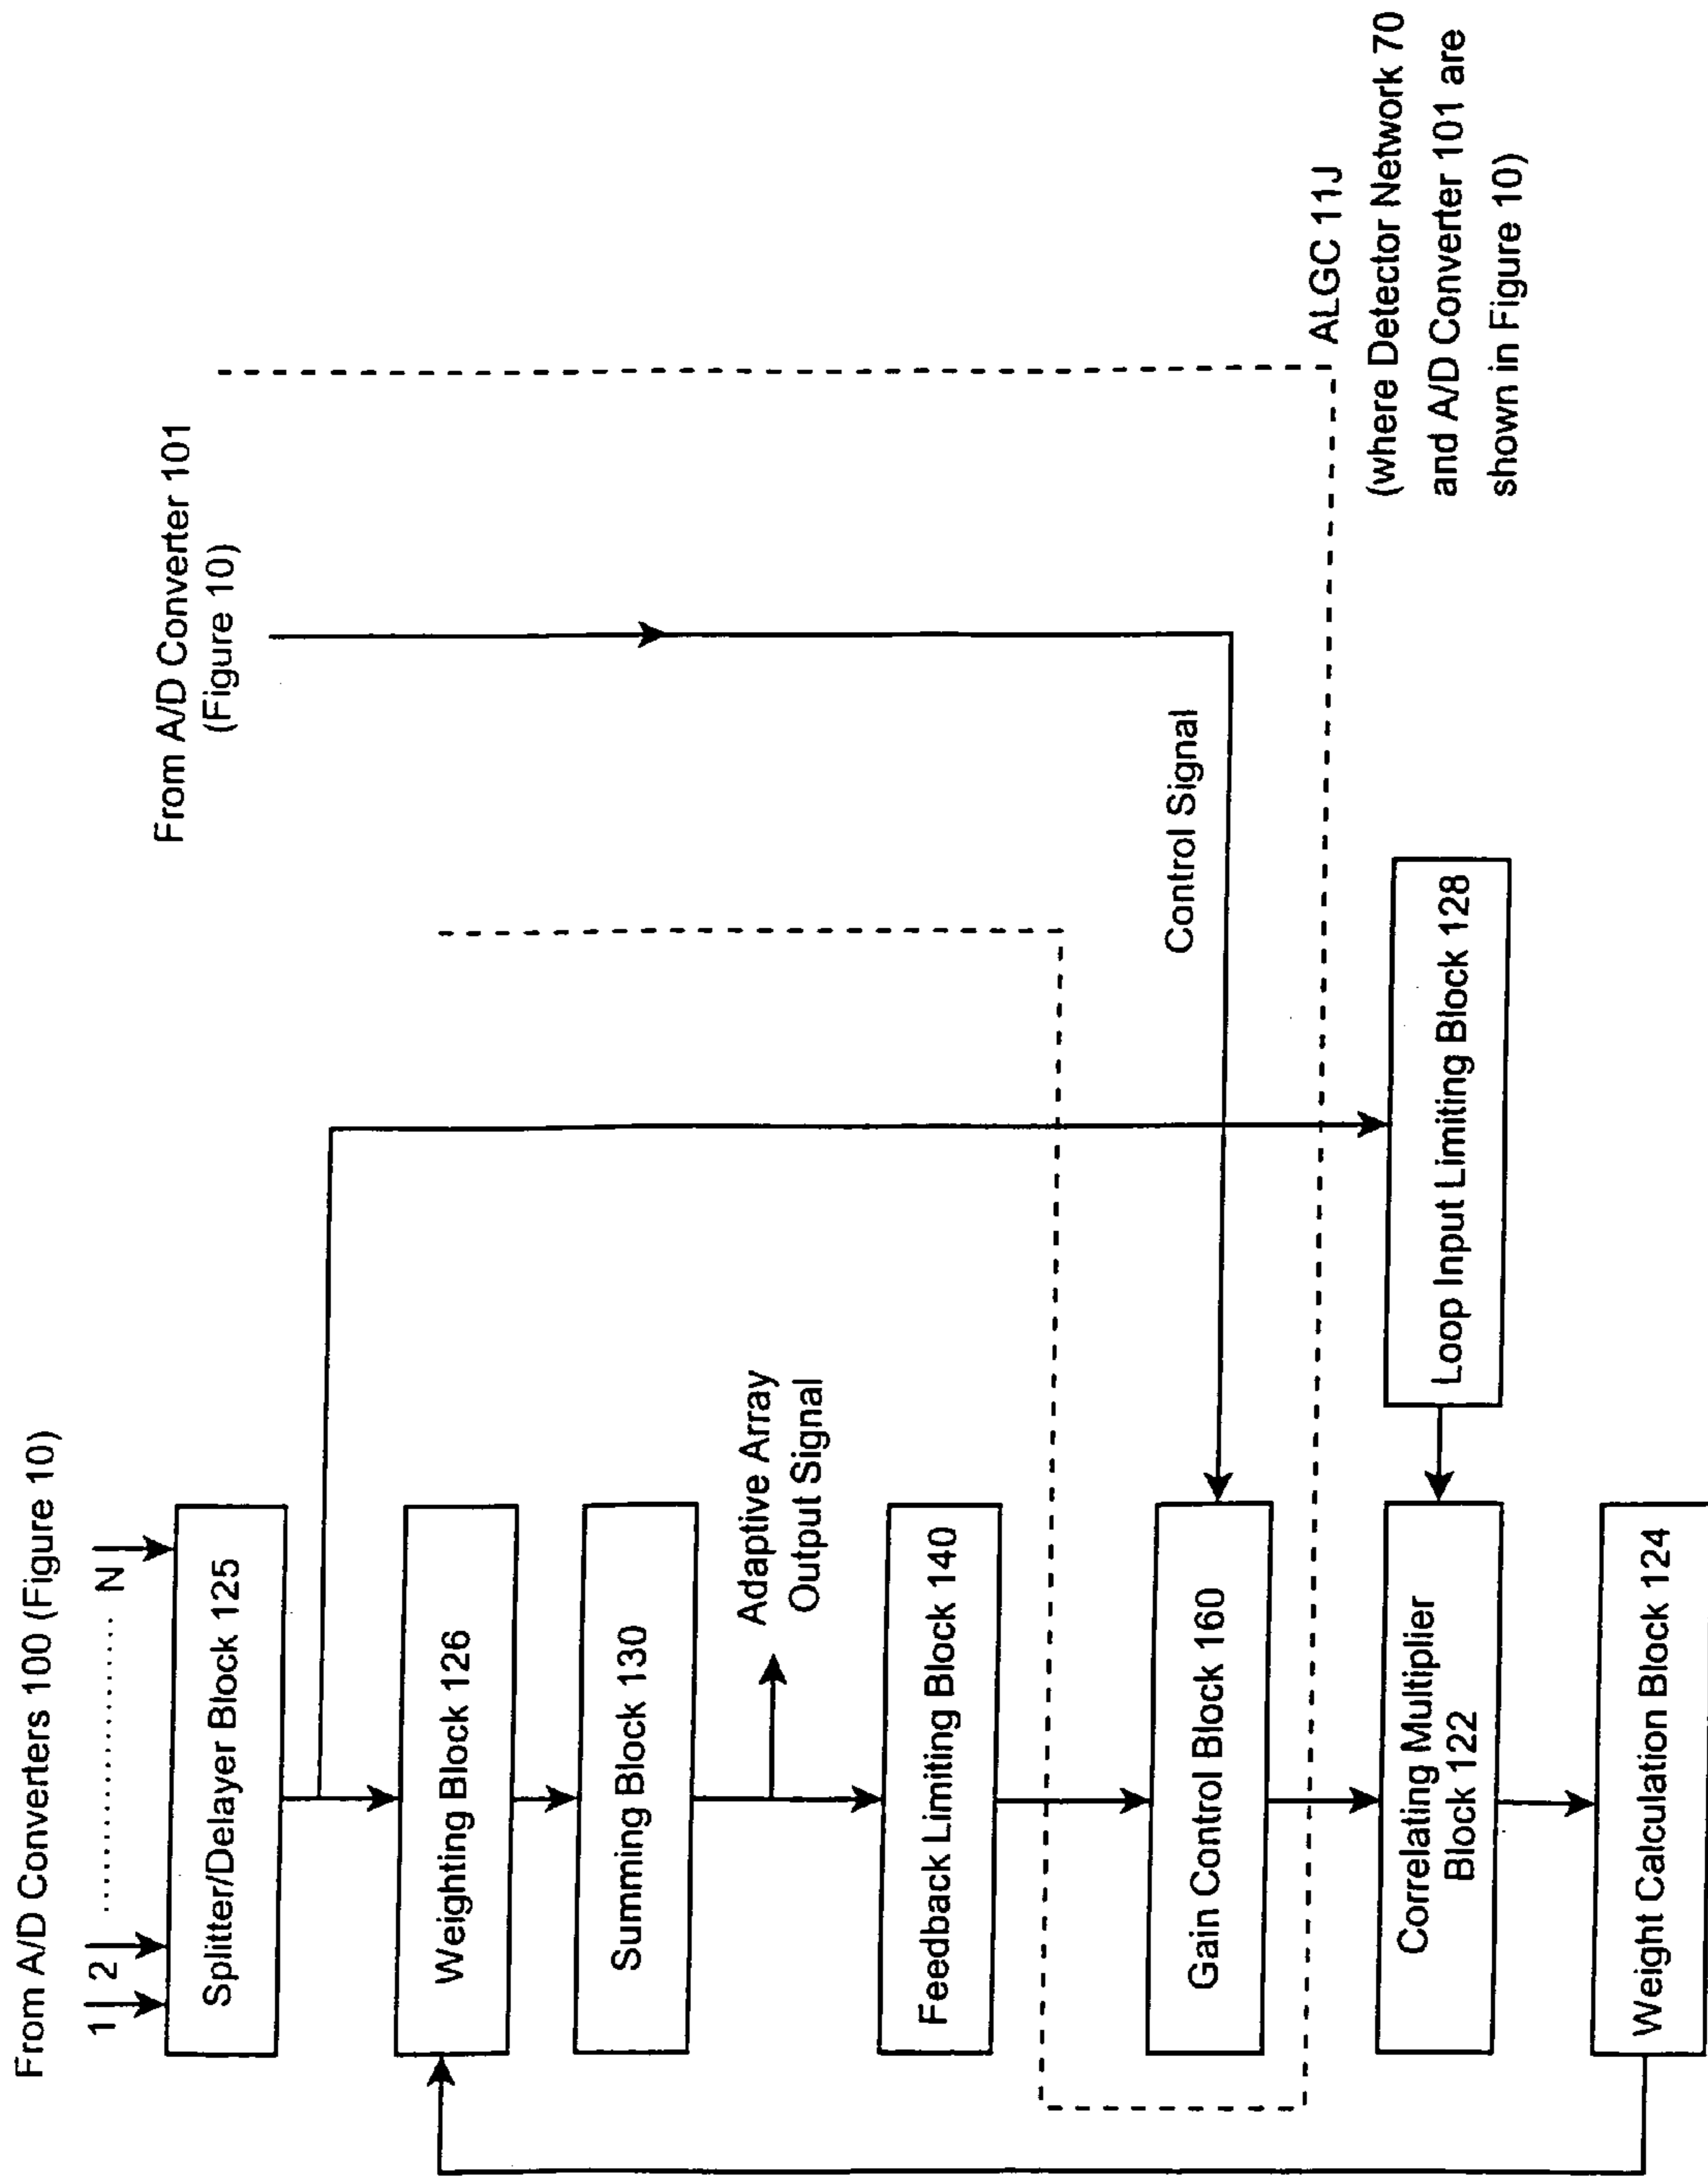 From A/D Converters 100 (Figure 10)
1
2
..........
N
Splitter/Delayer Block 125
Weighting Block 126
Summing Block 130
Adaptive Array
Output Signal
Feedback Limiting Block 140
Gain Control Block 160
Correlating Multiplier
Block 122
Weight Calculation Block 124
Loop Input Limiting Block 128
Control Signal
From A/D Converter 101
(Figure 10)
ALGC 11J
(where Detector Network 70
and A/D Converter 101 are
shown in Figure 10)